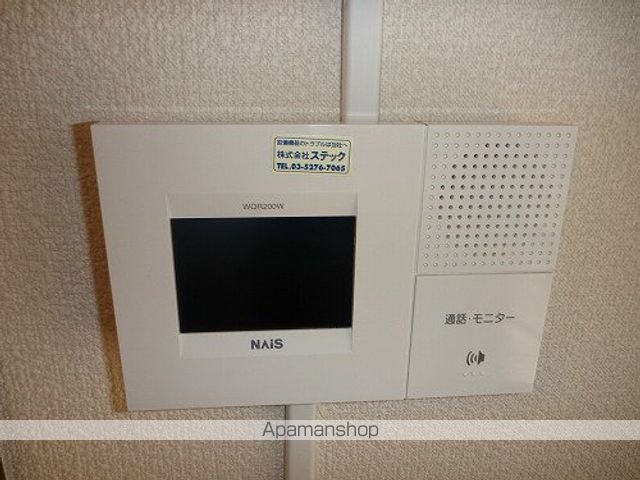 設備機器のトラブルは当社へ
株式会社ステック
TEL.03-5276-7065
WQR200W
NAiS
通話・モニター
Apamanshop